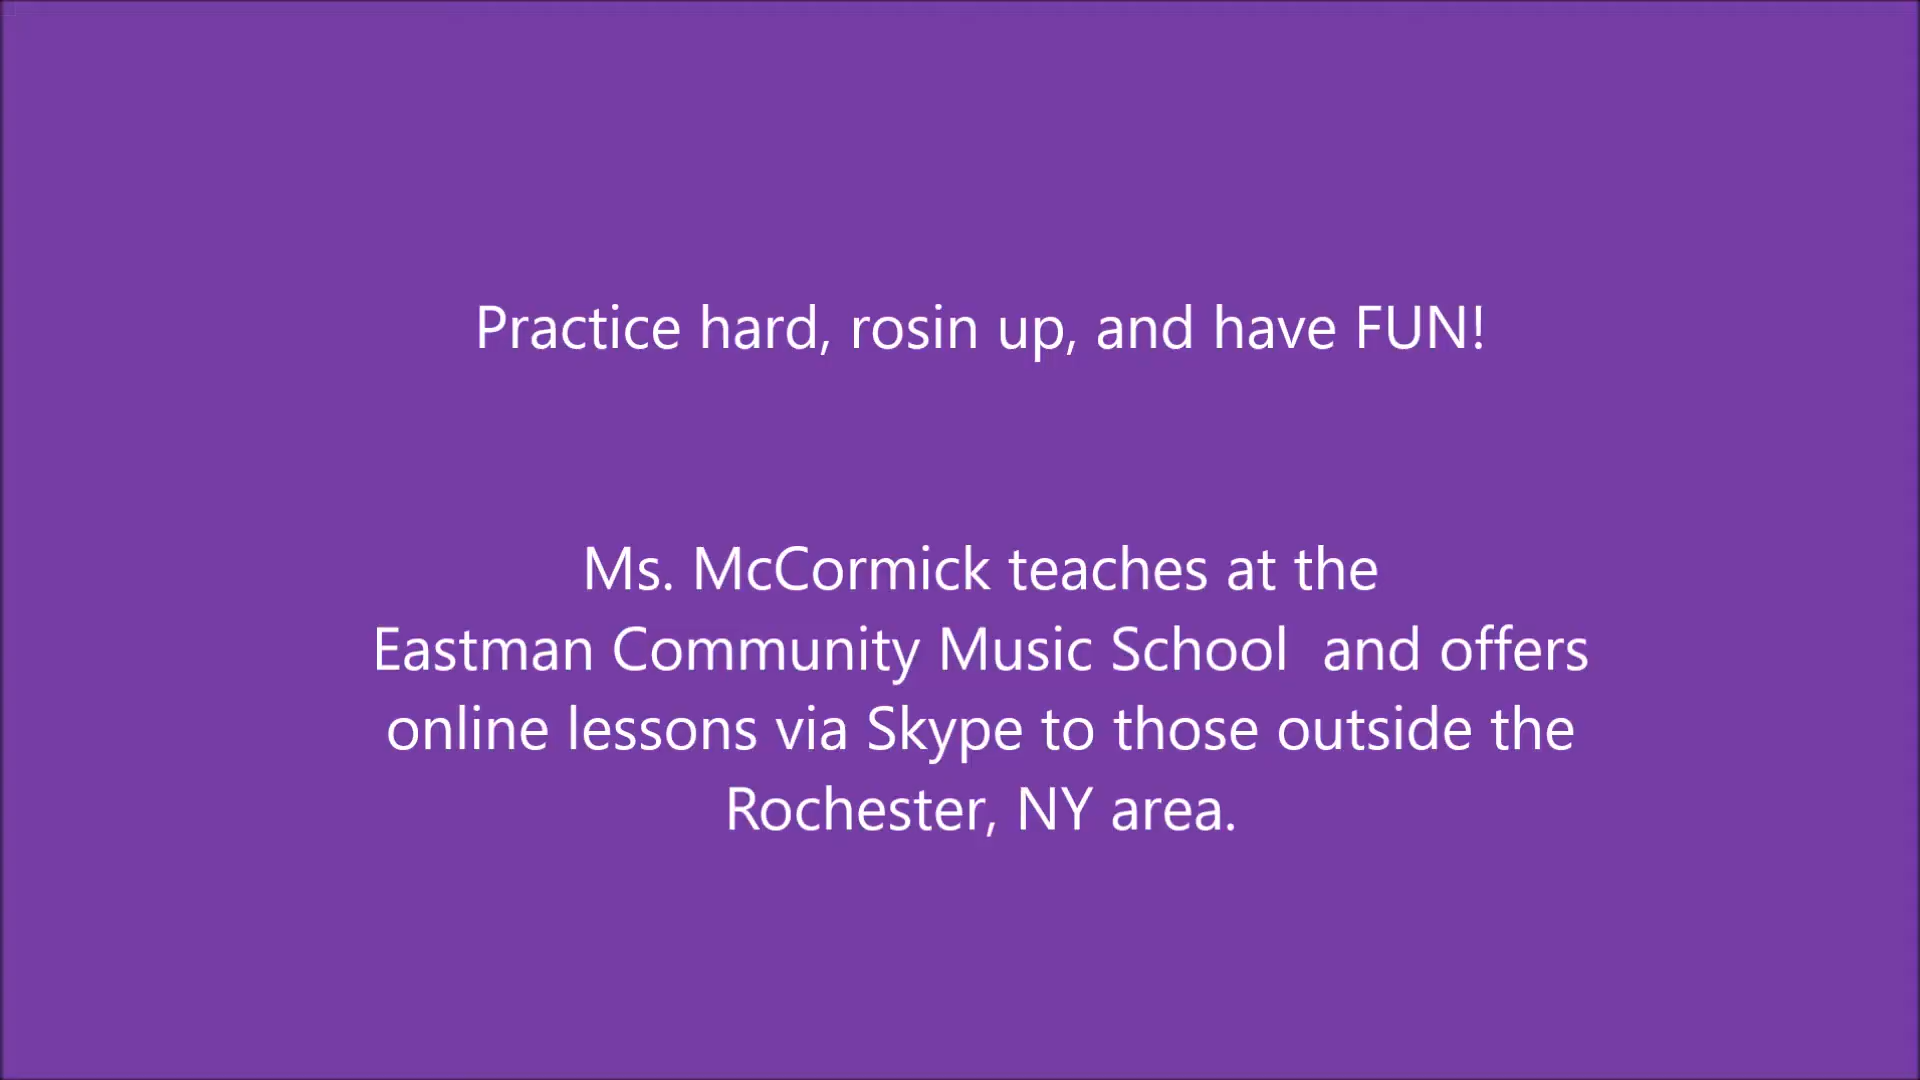 Practice hard, rosin up, and have FUN!
Ms. McCormick teaches at the
Eastman Community Music School  and offers
online lessons via Skype to those outside the
Rochester, NY area.